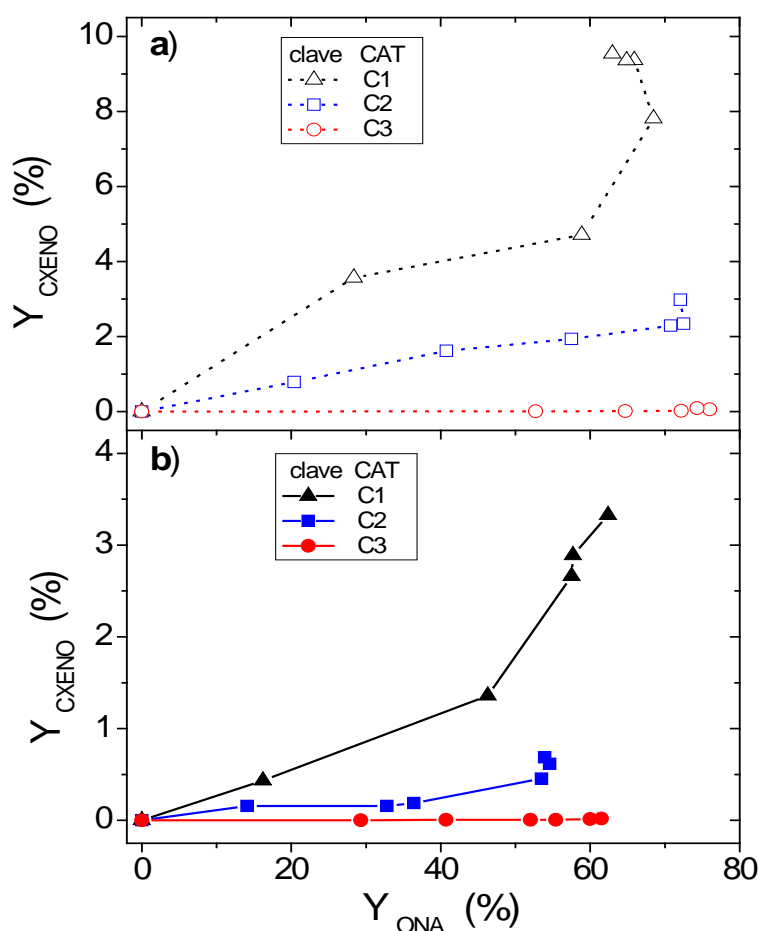 a)
clave CAT
C1
C2
C3
10
8
6
4
2
0
Y CXENO (%)
b)
clave CAT
C1
C2
C3
4
3
2
1
0
Y CXENO (%)
0 20 40 60 80
Y ONA (%)